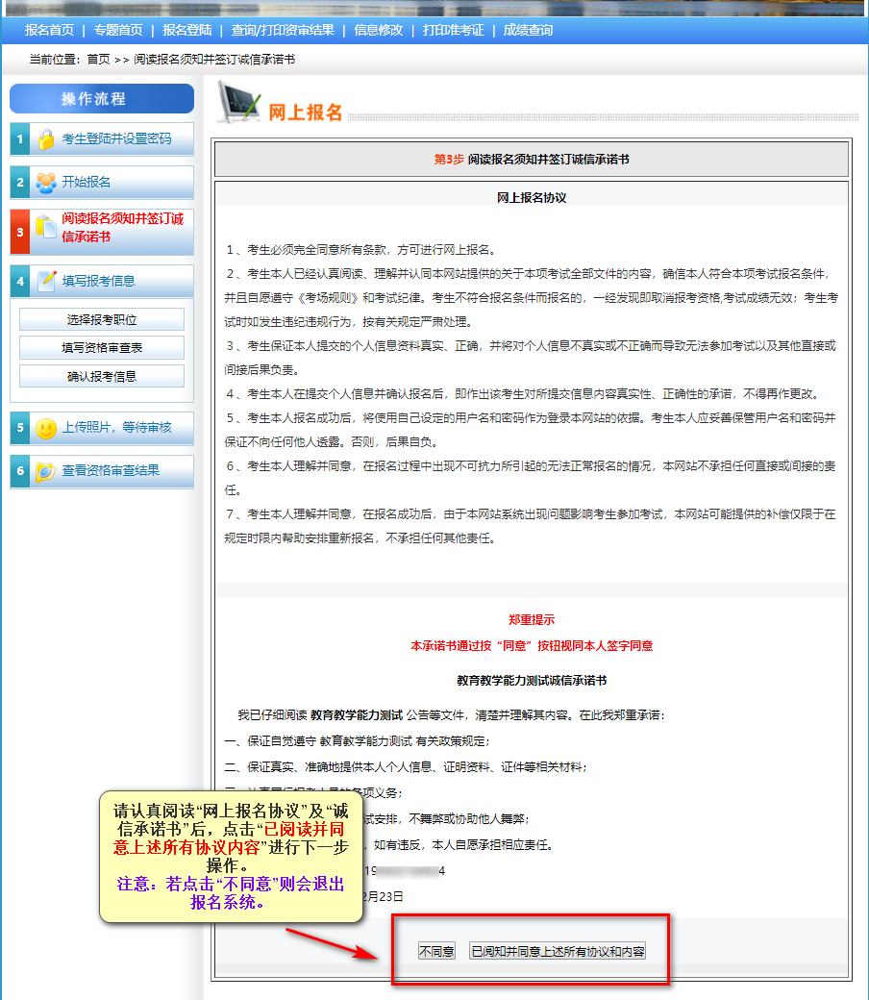 报名首页 | 专题首页 | 报名登陆 | 查询/打印资审结果 | 信息修改 | 打印准考证 | 成绩查询
当前位置：首页 >> 阅读报名须知并签订诚信承诺书
操作流程
1 考生登陆并设置密码
2 开始报名
3 阅读报名须知并签订诚
信承诺书
4 填写报考信息
选择报考职位
填写资格审查表
确认报考信息
5 上传照片，等待审核
6 查看资格审查结果
网上报名
第3步 阅读报名须知并签订诚信承诺书
网上报名协议
1、考生必须完全同意所有条款，方可进行网上报名。
2、考生本人已经认真阅读、理解并认同本网站提供的关于本项考试全部文件的内容，确信本人符合本项考试报名条件，
并且自愿遵守《考场规则》和考试纪律。考生不符合报名条件而报名的，一经发现即取消报考资格,考试成绩无效；考生考
试时如发生违纪违规行为，按有关规定严肃处理。
3、考生保证本人提交的个人信息资料真实、正确，并将对个人信息不真实或不正确而导致无法参加考试以及其他直接或
间接后果负责。
4、考生本人在提交个人信息并确认报名后，即作出该考生对所提交信息内容真实性、正确性的承诺，不得再作更改。
5、考生本人报名成功后，将使用自己设定的用户名和密码作为登录本网站的依据。考生本人应妥善保管用户名和密码并
保证不向任何他人透露。否则，后果自负。
6、考生本人理解并同意，在报名过程中出现不可抗力所引起的无法正常报名的情况，本网站不承担任何直接或间接的责
任。
7、考生本人理解并同意，在报名成功后，由于本网站系统出现问题影响考生参加考试，本网站可能提供的补偿仅限于在
规定时限内帮助安排重新报名，不承担任何其他责任。
郑重提示
本承诺书通过按“同意”按钮视同本人签字同意
教育教学能力测试诚信承诺书
我已仔细阅读 教育教学能力测试 公告等文件，清楚并理解其内容。在此我郑重承诺：
一、保证自觉遵守 教育教学能力测试 有关政策规定；
二、保证真实、准确地提供本人个人信息、证明资料、证件等相关材料；
各项义务；
试安排，不舞弊或协助他人舞弊；
，如有违反，本人自愿承担相应责任。
19 4
2月23日
请认真阅读“网上报名协议”及“诚
信承诺书”后，点击“已阅读并同
意上述所有协议内容”进行下一步
操作。
注意：若点击“不同意”则会退出
报名系统。
不同意 已阅知并同意上述所有协议和内容